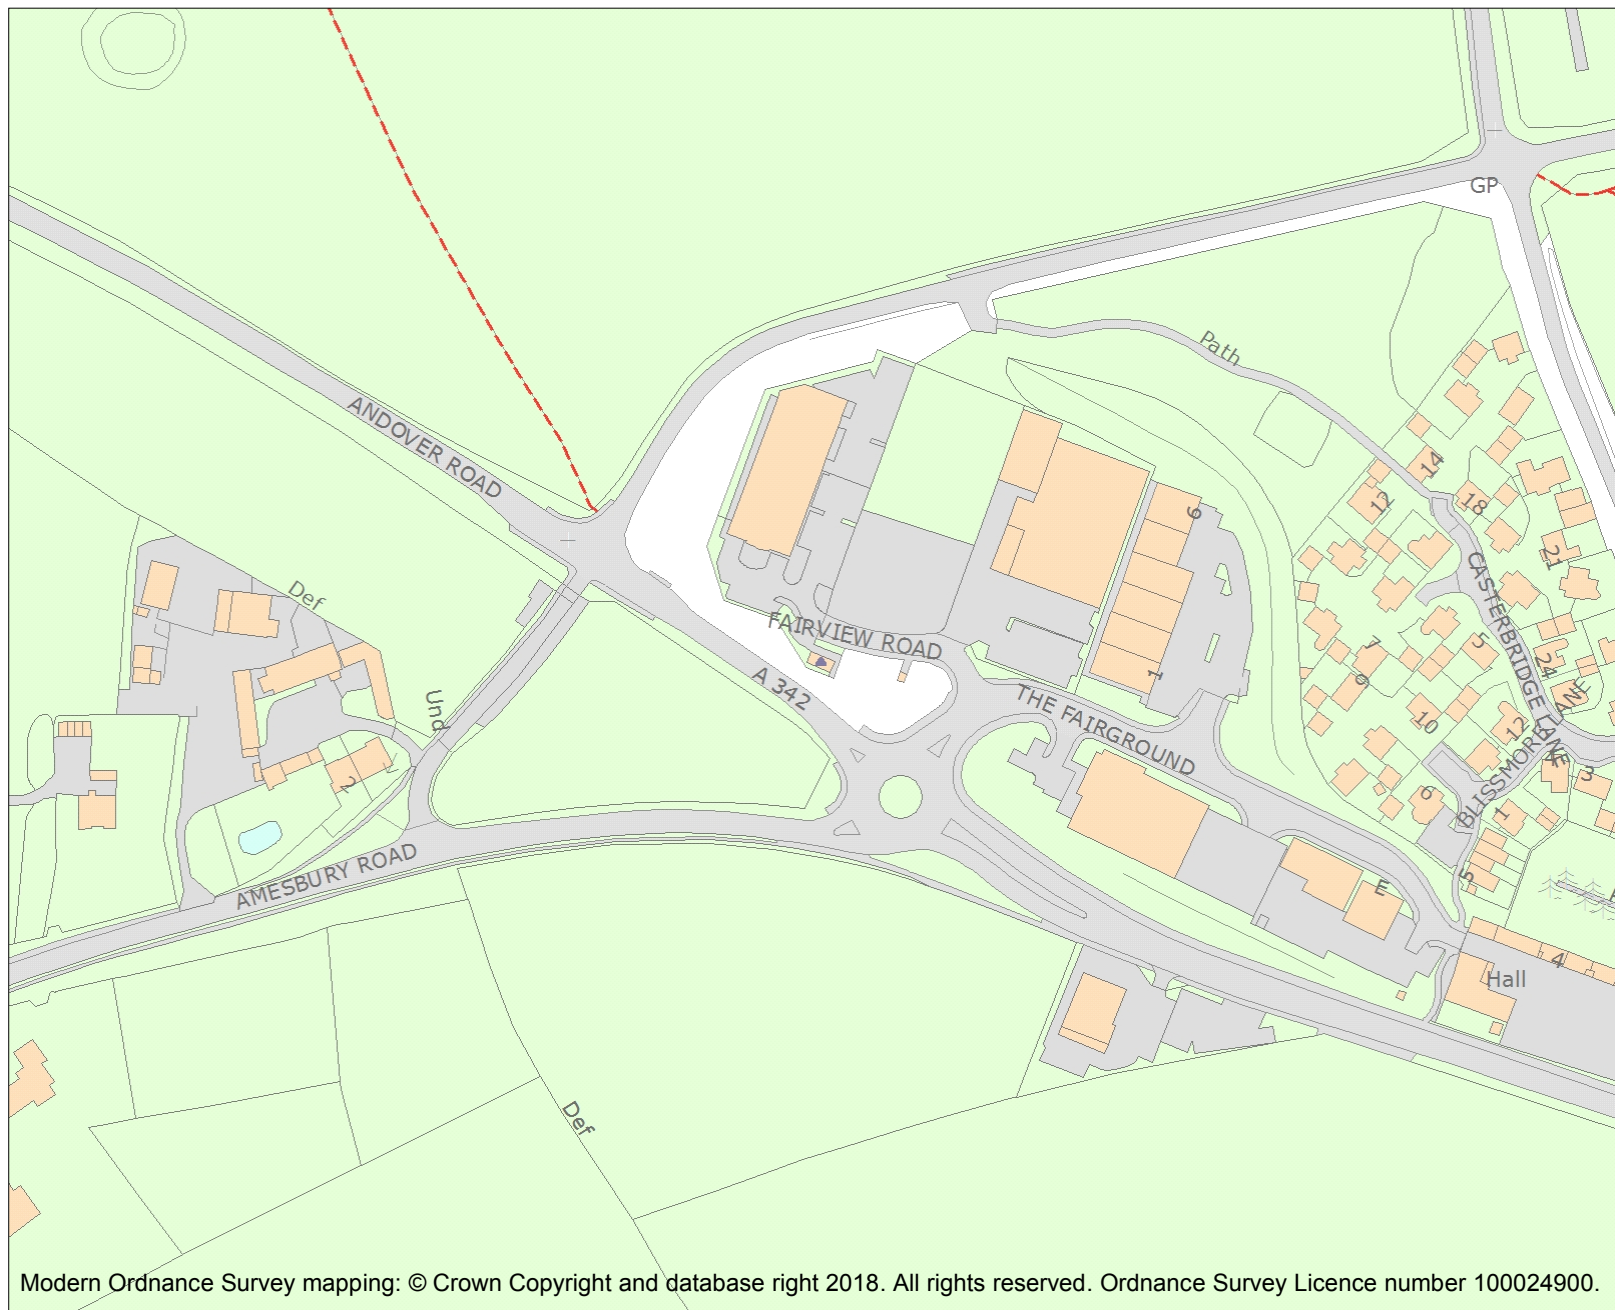 GP
Path
ANDOVER ROAD
14
12
18
6
21
CASTERBRIDGE LANE
Def
FAIRVIEW ROAD
7
5
24
9
1
A 342
THE FAIRGROUND
Und
10
12
BLISSMORE LANE
3
1
2
6
1
AMESBURY ROAD
5
E
4
Hall
Def
Modern Ordnance Survey mapping: © Crown Copyright and database right 2018. All rights reserved. Ordnance Survey Licence number 100024900.